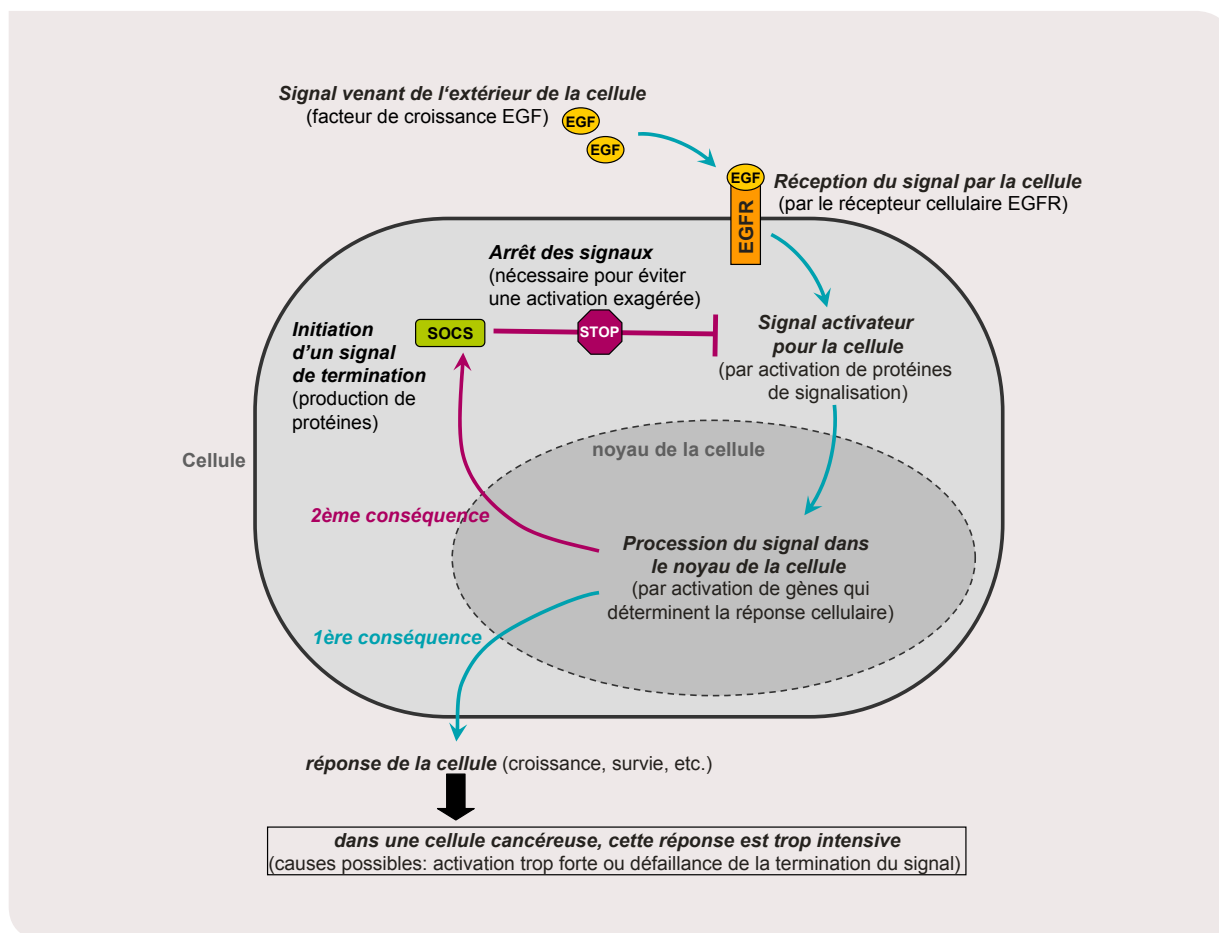 Signal venant de l'extérieur de la cellule
(facteur de croissance EGF)
EGF
EGF
EGF
EGFR
Réception du signal par la cellule
(par le récepteur cellulaire EGFR)
Arrêt des signaux
(nécessaire pour éviter
une activation exagérée)
Initiation
d'un signal
de termination
(production de
protéines)
SOCS
STOP
Signal activateur
pour la cellule
(par activation de protéines
de signalisation)
Cellule
noyau de la cellule
2ème conséquence
Procession du signal dans
le noyau de la cellule
(par activation de gènes qui
déterminent la réponse cellulaire)
1ère conséquence
réponse de la cellule (croissance, survie, etc.)
dans une cellule cancéreuse, cette réponse est trop intensive
(causes possibles: activation trop forte ou défaillance de la termination du signal)